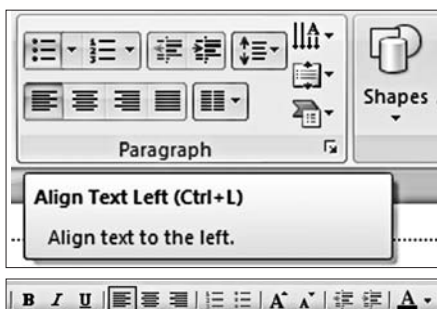 Shapes
Paragraph
Align Text Left (Ctrl+L)
Align text to the left.
B I U A A A